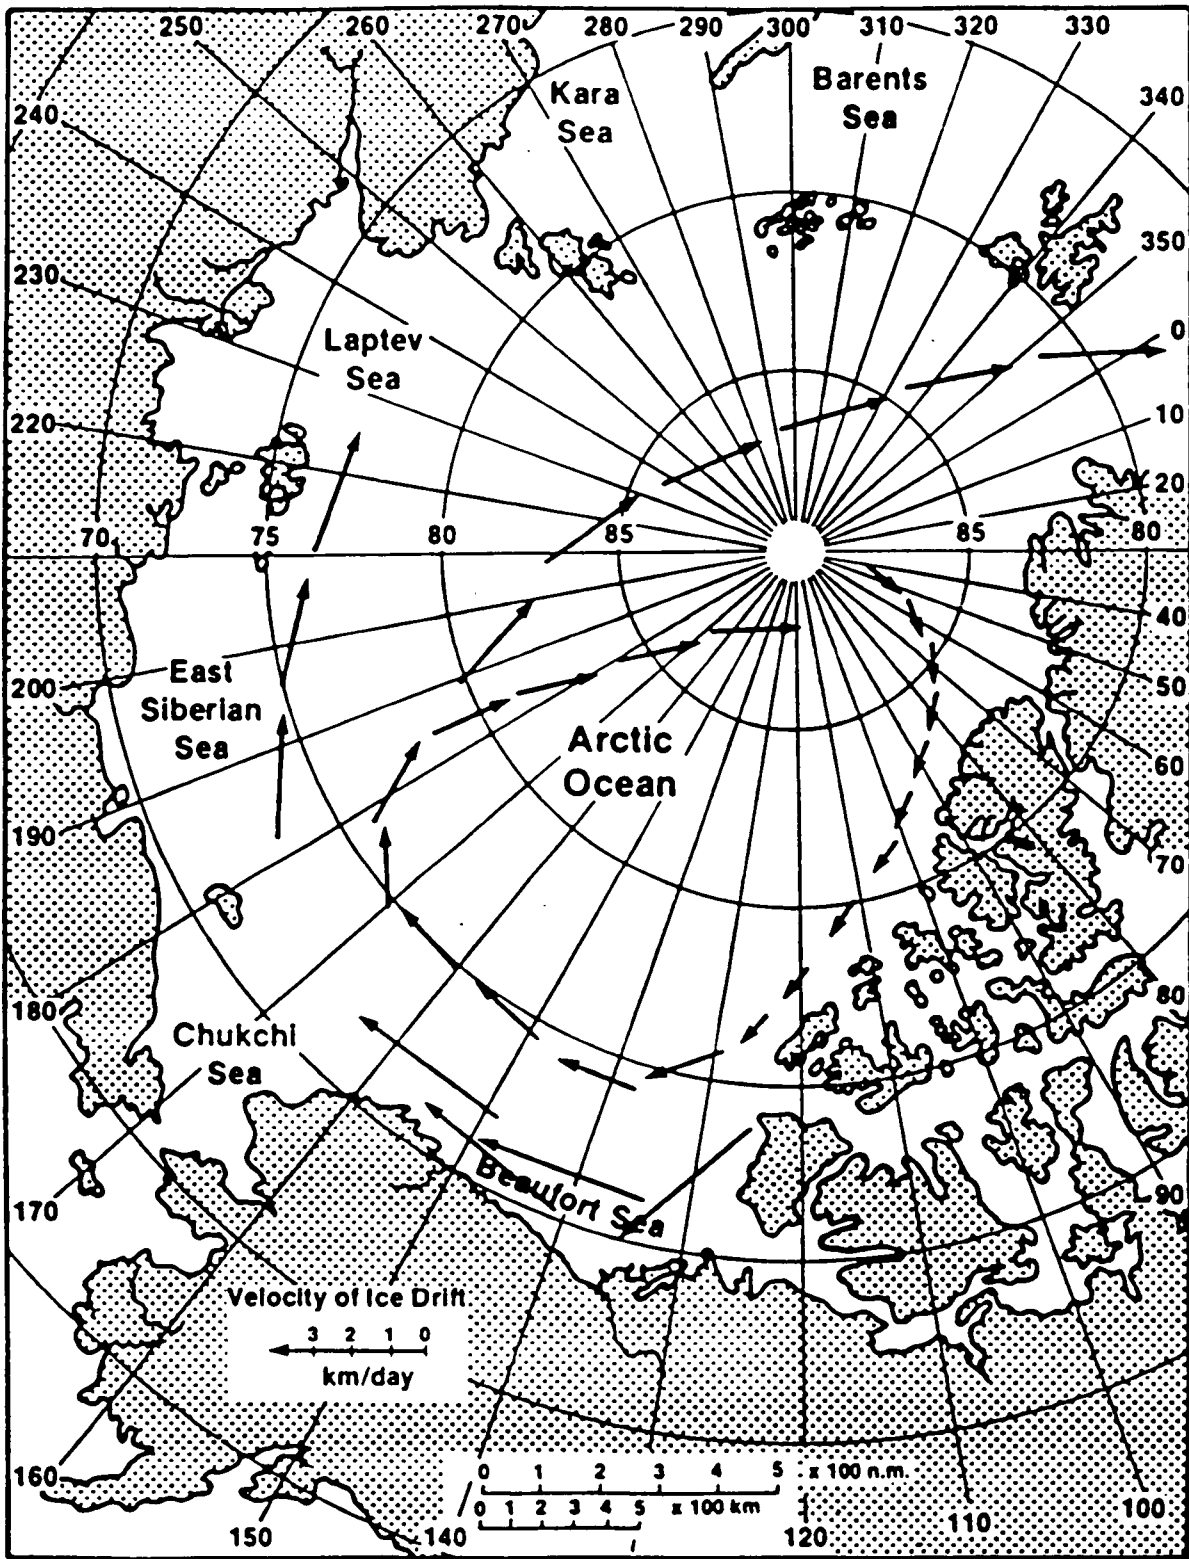 250
260
270
280
290
300
310
320
330
340
350
0
10
20
80
40
50
60
70
80
90
100
110
120
140
150
160
170
180
190
200
220
230
240
Kara
Sea
Barents
Sea
Laptev
Sea
70
75
80
85
85
East
Siberian
Sea
Arctic
Ocean
Chukchi
Sea
Beaufort Sea
Velocity of Ice Drift
3 2 1 0
km/day
0 1 2 3 4 5 x 100 n.m.
0 1 2 3 4 5 x 100 km